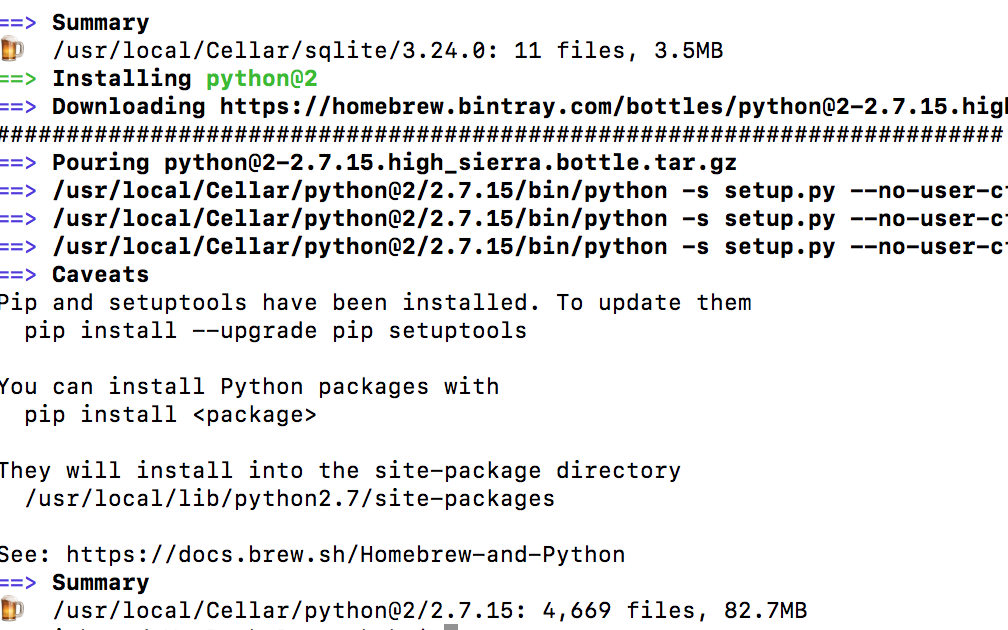 ==> Summary
🍺 /usr/local/Cellar/sqlite/3.24.0: 11 files, 3.5MB
==> Installing python@2
==> Downloading https://homebrew.bintray.com/bottles/python@2-2.7.15.hig
########################################################################
==> Pouring python@2-2.7.15.high_sierra.bottle.tar.gz
==> /usr/local/Cellar/python@2/2.7.15/bin/python -s setup.py --no-user-c
==> /usr/local/Cellar/python@2/2.7.15/bin/python -s setup.py --no-user-c
==> /usr/local/Cellar/python@2/2.7.15/bin/python -s setup.py --no-user-c
==> Caveats
Pip and setuptools have been installed. To update them
  pip install --upgrade pip setuptools

You can install Python packages with
  pip install <package>

They will install into the site-package directory
  /usr/local/lib/python2.7/site-packages

See: https://docs.brew.sh/Homebrew-and-Python
==> Summary
🍺 /usr/local/Cellar/python@2/2.7.15: 4,669 files, 82.7MB